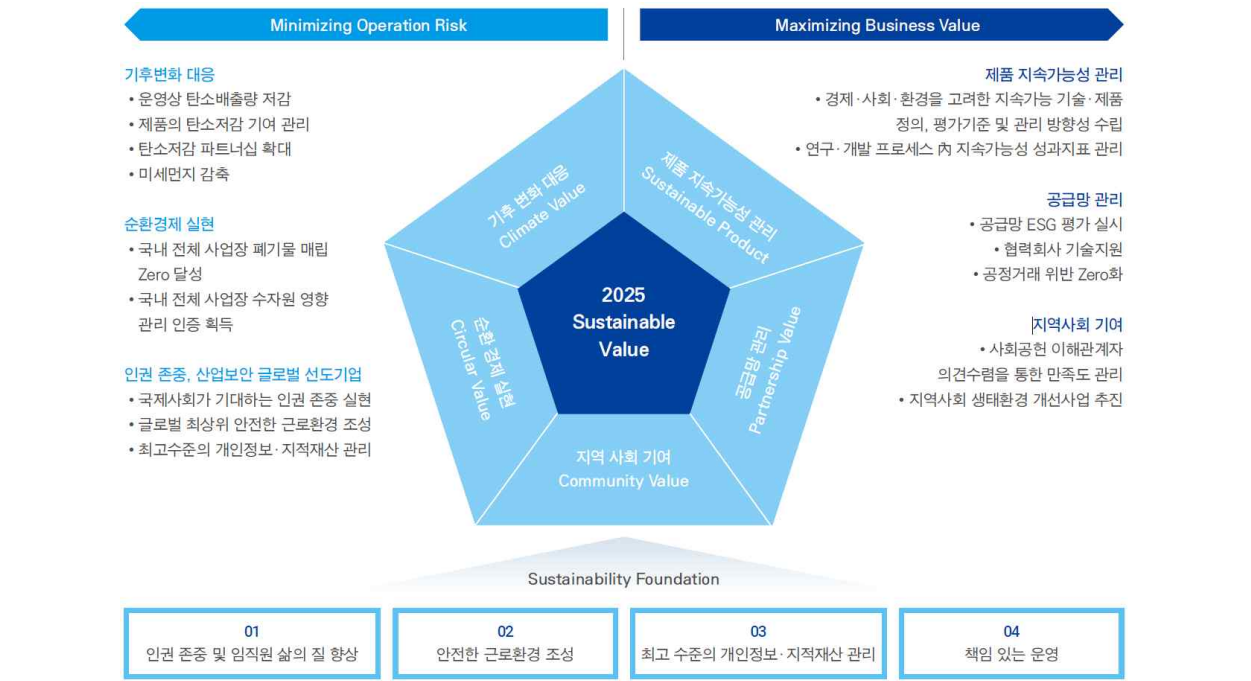 Minimizing Operation Risk
Maximizing Business Value
기후변화 대응
• 운영상 탄소배출량 저감
• 제품의 탄소저감 기여 관리
• 탄소저감 파트너십 확대
• 미세먼지 감축
순환경제 실현
• 국내 전체 사업장 폐기물 매립
Zero 달성
• 국내 전체 사업장 수자원 영향
관리 인증 획득
인권 존중, 산업보안 글로벌 선도기업
• 국제사회가 기대하는 인권 존중 실현
• 글로벌 최상위 안전한 근로환경 조성
• 최고수준의 개인정보·지적재산 관리
기후 변화 대응
Climate Value
제품 지속가능성 관리
Sustainable Product
순환 경제 실현
Circular Value
2025
Sustainable
Value
공급망 관리
Partnership Value
지역 사회 기여
Community Value
제품 지속가능성 관리
• 경제·사회·환경을 고려한 지속가능 기술·제품
정의, 평가기준 및 관리 방향성 수립
• 연구·개발 프로세스 內 지속가능성 성과지표 관리
공급망 관리
• 공급망 ESG 평가 실시
• 협력회사 기술지원
• 공정거래 위반 Zero화
지역사회 기여
• 사회공헌 이해관계자
의견수렴을 통한 만족도 관리
• 지역사회 생태환경 개선사업 추진
Sustainability Foundation
01
인권 존중 및 임직원 삶의 질 향상
02
안전한 근로환경 조성
03
최고 수준의 개인정보·지적재산 관리
04
책임 있는 운영